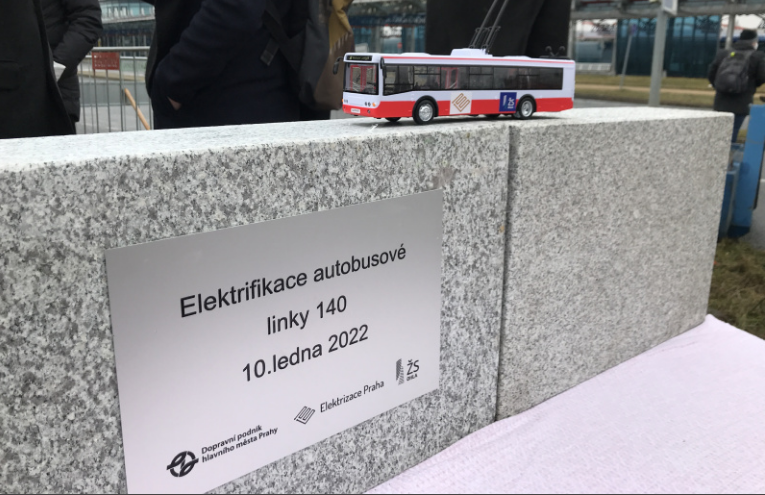 Elektrifikace autobusové
linky 140
10.ledna 2022
Dopravní podnik
hlavního města Prahy
Elektrizace Praha
ŽS
BRNO